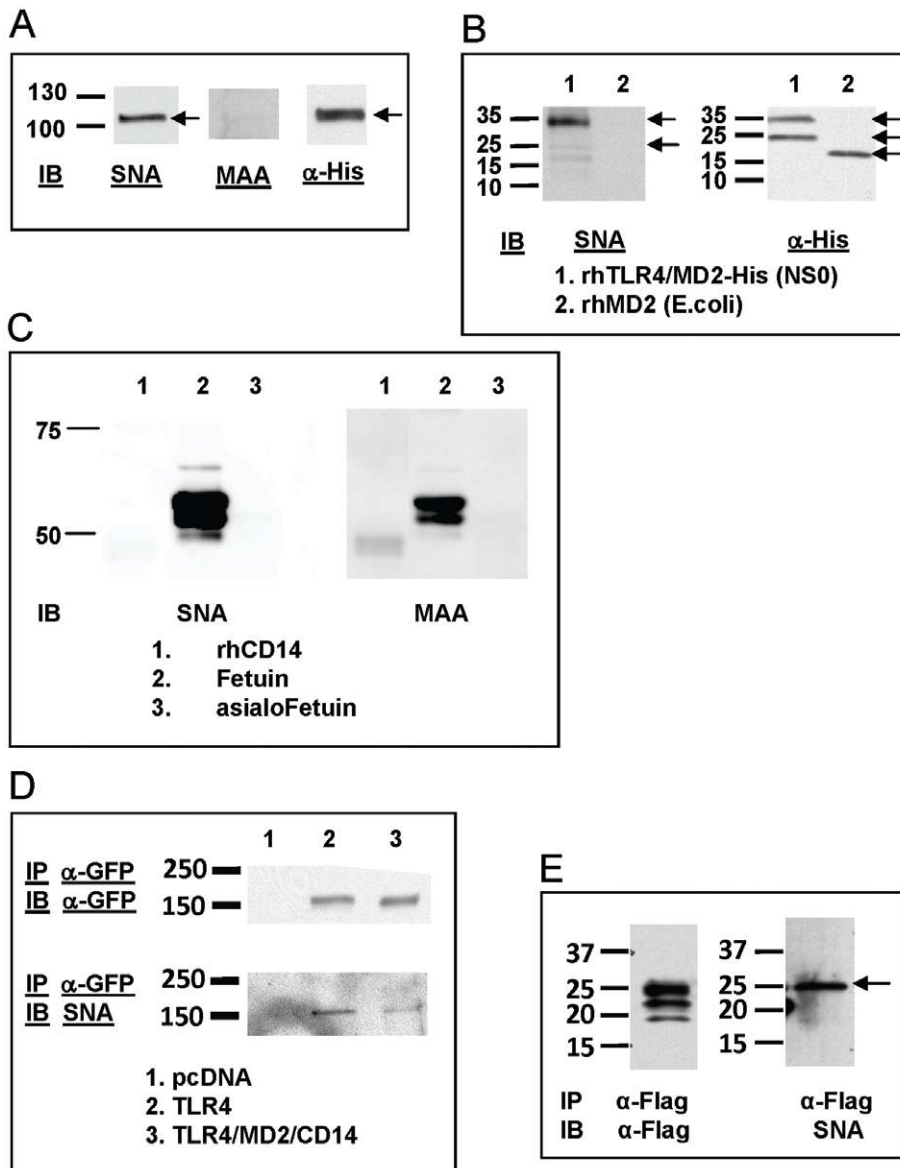 A
130
100
IB SNA MAA α-His
B
1 2 1 2
35 35
25 25
15 15
10 10
IB SNA α-His
1. rhTLR4/MD2-His (NS0)
2. rhMD2 (E.coli)
C
1 2 3 1 2 3
75
50
IB SNA MAA
1. rhCD14
2. Fetuin
3. asialoFetuin
D
1 2 3
IP α-GFP 250
IB α-GFP 150
IP α-GFP 250
IB SNA 150
1. pcDNA
2. TLR4
3. TLR4/MD2/CD14
E
37 37
25 25
20 20
15 15
IP α-Flag α-Flag
IB α-Flag SNA